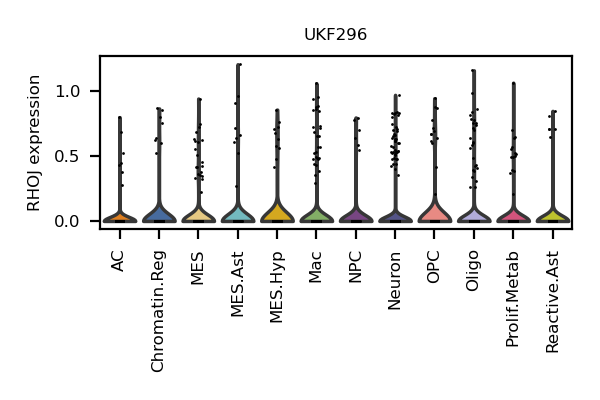 UKF296
RHOJ expression
1.0
0.5
0.0
AC
Chromatin.Reg
MES
MES.Ast
MES.Hyp
Mac
NPC
Neuron
OPC
Oligo
Prolif.Metab
Reactive.Ast